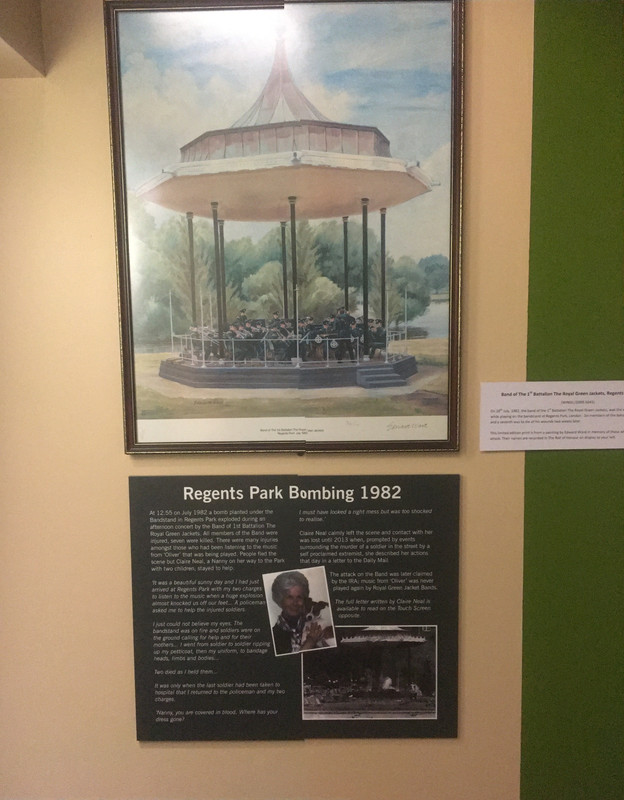 Band of The 1st Battalion The Royal Green Jackets, Regents
Regents Park Bombing 1982
At 12:55 on July 1982 a bomb planted under the
Bandstand in Regents Park exploded during an
afternoon concert by the Band of 1st Battalion The
Royal Green Jackets. All members of the Band were
injured, seven were killed. There were many injuries
amongst those who had been listening to the music
from 'Oliver' that was being played. People fled the
scene but Claire Neal, a Nanny on her way to the Park
with two children, stayed to help.
'It was a beautiful sunny day and I had just
arrived at Regents Park with my two charges
to listen to the music when a huge explosion
almost knocked us off our feet... A policeman
asked me to help the injured soldiers
I just could not believe my eyes. The
bandstand was on fire and soldiers were on
the ground calling for help and for their
mothers... I went from soldier to soldier ripping
up my petticoat, then my uniform, to bandage
heads, limbs and bodies...
Two died as I held them...
It was only when the last soldier had been taken to
hospital that I returned to the policeman and my two
charges.
'Nanny, you are covered in blood. Where has your
dress gone?'
I must have looked a right mess but was too shocked
to realise.'
Claire Neal calmly left the scene and contact with her
was lost until 2013 when, prompted by events
surrounding the murder of a soldier in the street by a
self proclaimed extremist, she described her actions
that day in a letter to the Daily Mail.
The attack on the Band was later claimed
by the IRA; music from 'Oliver' was never
played again by Royal Green Jacket Bands.
The full letter written by Claire Neal is
available to read on the Touch Screen
opposite